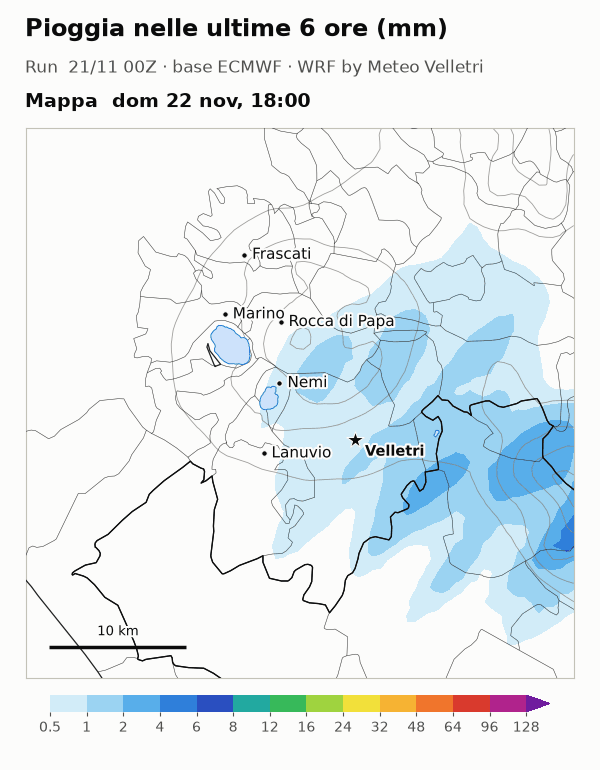 Pioggia nelle ultime 6 ore (mm)
Run  21/11 00Z · base ECMWF · WRF by Meteo Velletri
Mappa  dom 22 nov, 18:00
Frascati
Marino
Rocca di Papa
Nemi
Velletri
Lanuvio
10 km
0.5 1 2 4 6 8 12 16 24 32 48 64 96 128